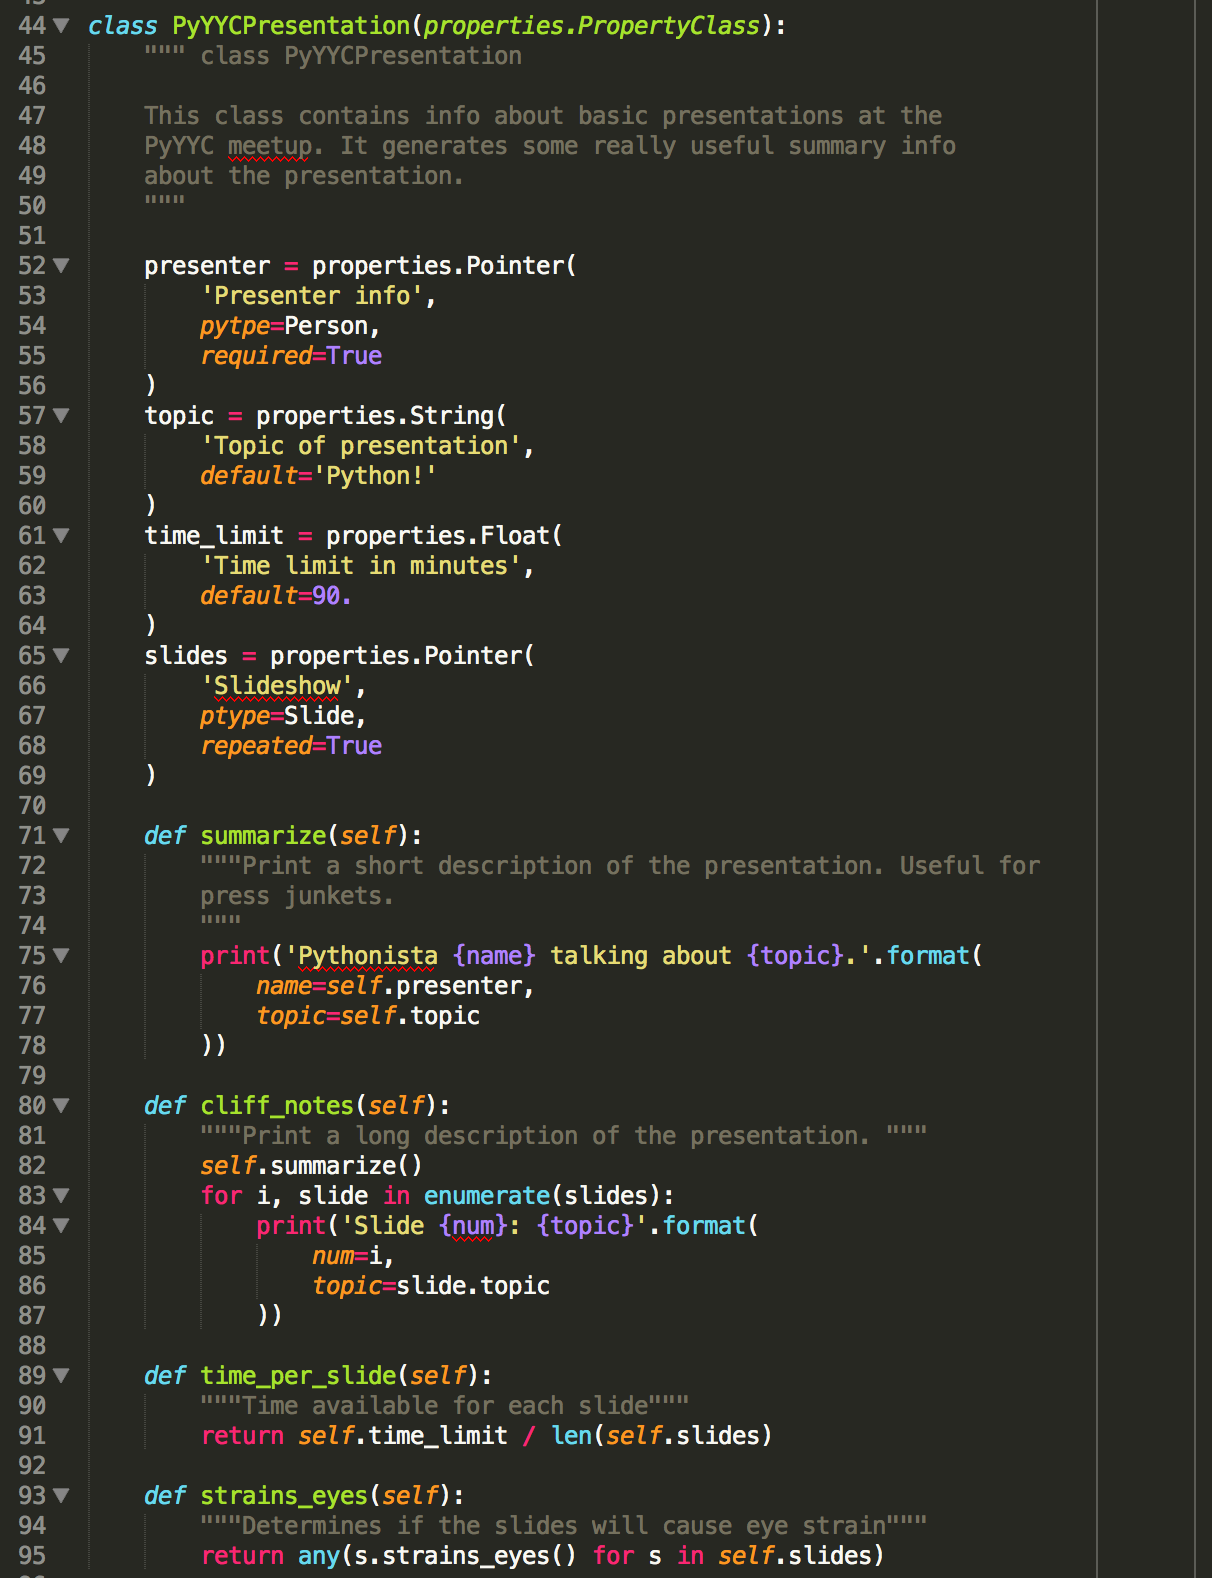 44 ▼ class PyYYCPresentation(properties.PropertyClass):
45     """ class PyYYCPresentation
46
47     This class contains info about basic presentations at the
48     PyYYC meetup. It generates some really useful summary info
49     about the presentation.
50     """
51
52 ▼     presenter = properties.Pointer(
53         'Presenter info',
54         pytpe=Person,
55         required=True
56     )
57 ▼     topic = properties.String(
58         'Topic of presentation',
59         default='Python!'
60     )
61 ▼     time_limit = properties.Float(
62         'Time limit in minutes',
63         default=90.
64     )
65 ▼     slides = properties.Pointer(
66         'Slideshow',
67         ptype=Slide,
68         repeated=True
69     )
70
71 ▼     def summarize(self):
72         """Print a short description of the presentation. Useful for
73         press junkets.
74         """
75 ▼         print('Pythonista {name} talking about {topic}.'.format(
76             name=self.presenter,
77             topic=self.topic
78         ))
79
80 ▼     def cliff_notes(self):
81         """Print a long description of the presentation. """
82         self.summarize()
83 ▼         for i, slide in enumerate(slides):
84 ▼             print('Slide {num}: {topic}'.format(
85                 num=i,
86                 topic=slide.topic
87             ))
88
89 ▼     def time_per_slide(self):
90         """Time available for each slide"""
91         return self.time_limit / len(self.slides)
92
93 ▼     def strains_eyes(self):
94         """Determines if the slides will cause eye strain"""
95         return any(s.strains_eyes() for s in self.slides)